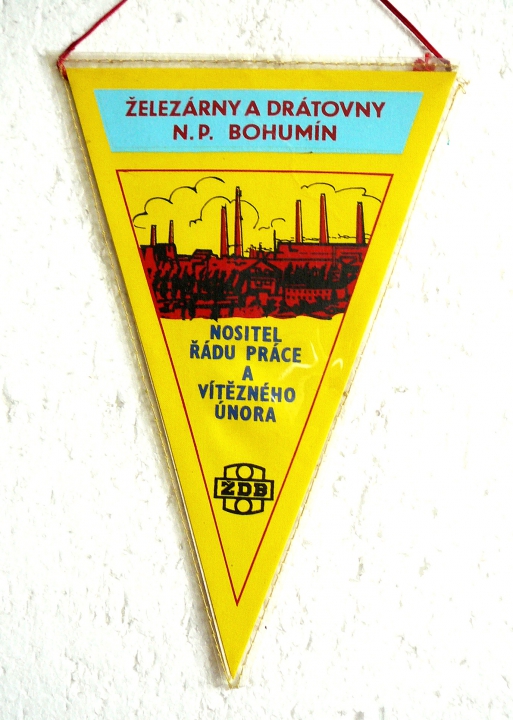 ŽELEZÁRNY A DRÁTOVNY
N.P. BOHUMÍN
NOSITEL
ŘÁDU PRÁCE
A
VÍTĚZNÉHO
ÚNORA
ŽDB